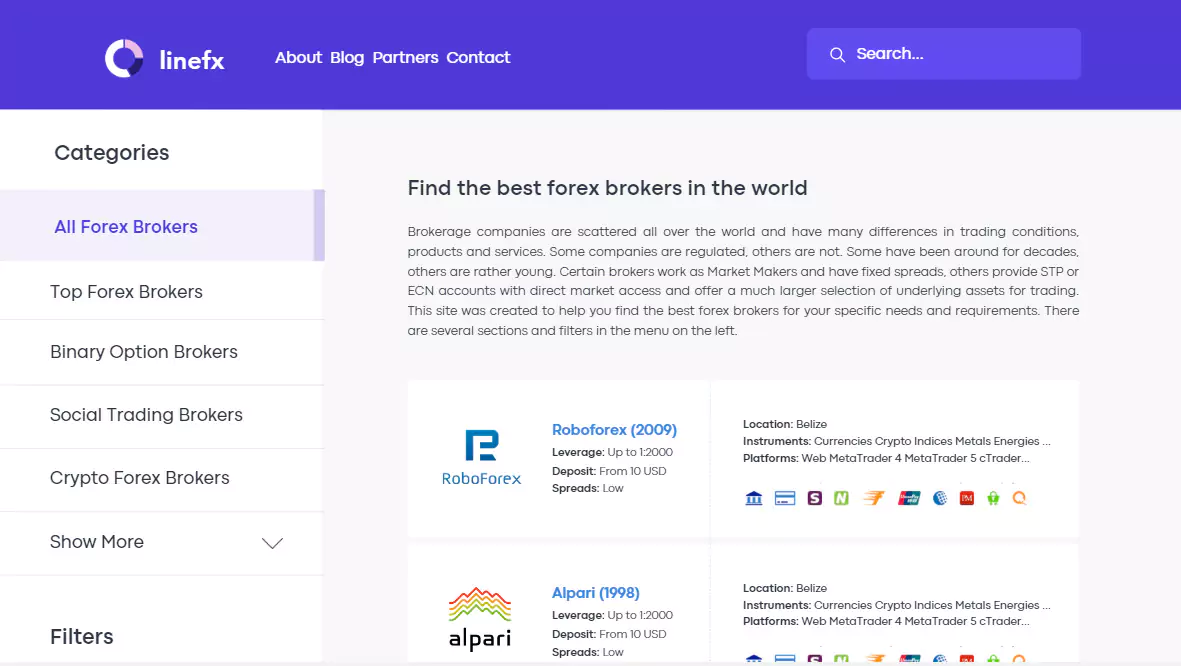 linefx
About Blog Partners Contact
Search...
Categories
All Forex Brokers
Top Forex Brokers
Binary Option Brokers
Social Trading Brokers
Crypto Forex Brokers
Show More
Filters
Find the best forex brokers in the world
Brokerage companies are scattered all over the world and have many differences in trading conditions,
products and services. Some companies are regulated, others are not. Some have been around for decades,
others are rather young. Certain brokers work as Market Makers and have fixed spreads, others provide STP or
ECN accounts with direct market access and offer a much larger selection of underlying assets for trading.
This site was created to help you find the best forex brokers for your specific needs and requirements. There
are several sections and filters in the menu on the left.
RoboForex
Roboforex (2009)
Leverage: Up to 1:2000
Deposit: From 10 USD
Spreads: Low
Location: Belize
Instruments: Currencies Crypto Indices Metals Energies ...
Platforms: Web MetaTrader 4 MetaTrader 5 cTrader...
alpari
Alpari (1998)
Leverage: Up to 1:2000
Deposit: From 10 USD
Spreads: Low
Location: Belize
Instruments: Currencies Crypto Indices Metals Energies ...
Platforms: Web MetaTrader 4 MetaTrader 5 cTrader...